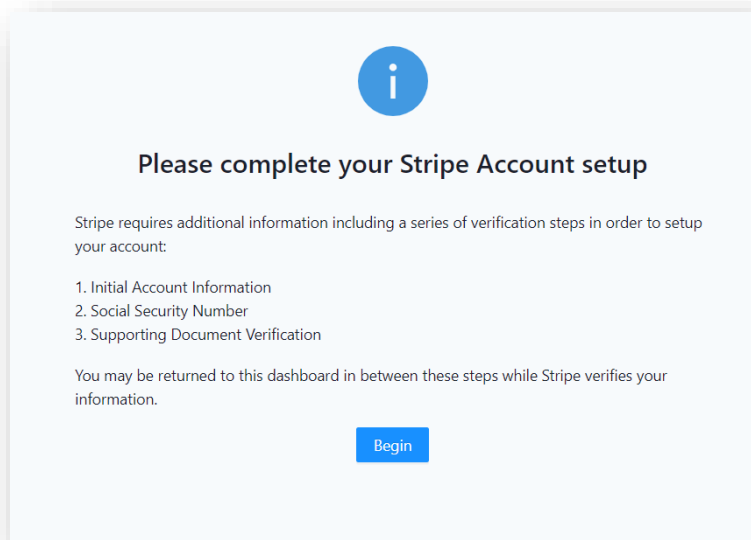 i
Please complete your Stripe Account setup
Stripe requires additional information including a series of verification steps in order to setup
your account:
1. Initial Account Information
2. Social Security Number
3. Supporting Document Verification
You may be returned to this dashboard in between these steps while Stripe verifies your
information.
Begin